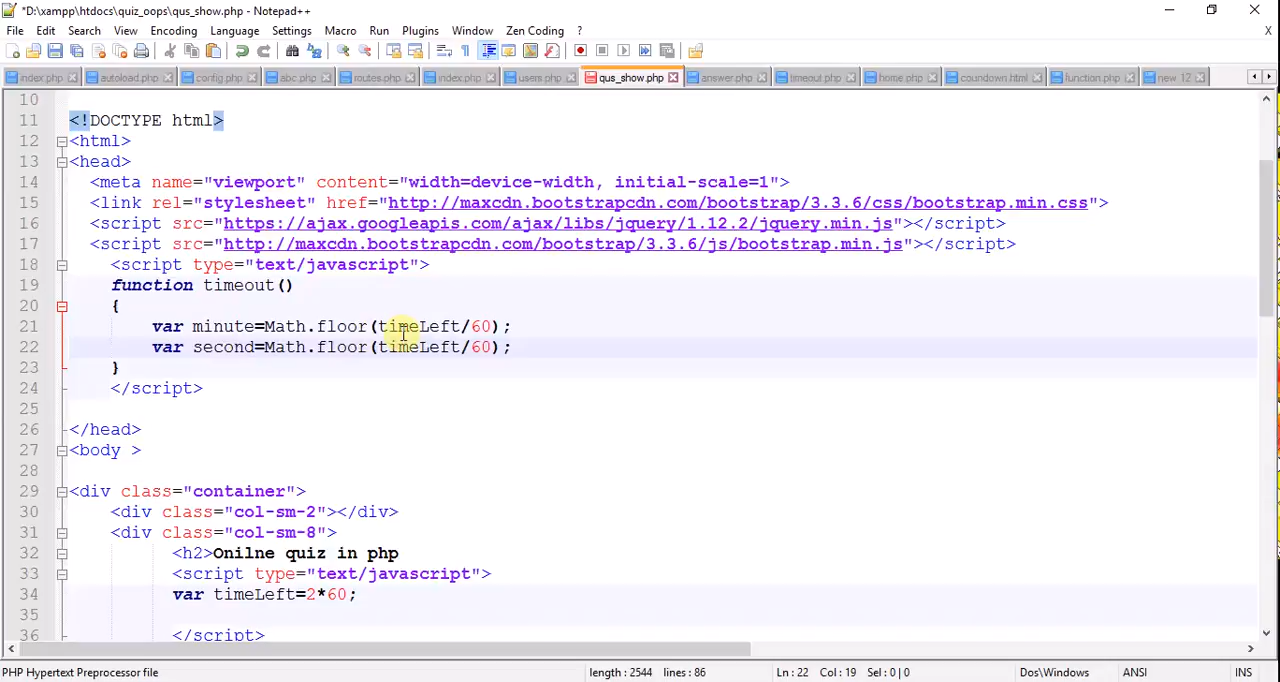 *D:\xampp\htdocs\quiz_oops\qus_show.php - Notepad++
File Edit Search View Encoding Language Settings Macro Run Plugins Window Zen Coding ? X
index.php autoload.php config.php abc.php routes.php index.php users.php qus_show.php answer.php timeout.php home.php coundown.html function.php new 12
10
11 <!DOCTYPE html>
12 <html>
13 <head>
14 <meta name="viewport" content="width=device-width, initial-scale=1">
15 <link rel="stylesheet" href="http://maxcdn.bootstrapcdn.com/bootstrap/3.3.6/css/bootstrap.min.css">
16 <script src="https://ajax.googleapis.com/ajax/libs/jquery/1.12.2/jquery.min.js"></script>
17 <script src="http://maxcdn.bootstrapcdn.com/bootstrap/3.3.6/js/bootstrap.min.js"></script>
18 <script type="text/javascript">
19 function timeout()
20 {
21 var minute=Math.floor(timeLeft/60);
22 var second=Math.floor(timeLeft/60);
23 }
24 </script>
25
26 </head>
27 <body >
28
29 <div class="container">
30 <div class="col-sm-2"></div>
31 <div class="col-sm-8">
32 <h2>Onilne quiz in php
33 <script type="text/javascript">
34 var timeLeft=2*60;
35
36 </script>
PHP Hypertext Preprocessor file length : 2544 lines : 86 Ln : 22 Col : 19 Sel : 0 | 0 Dos\Windows ANSI INS